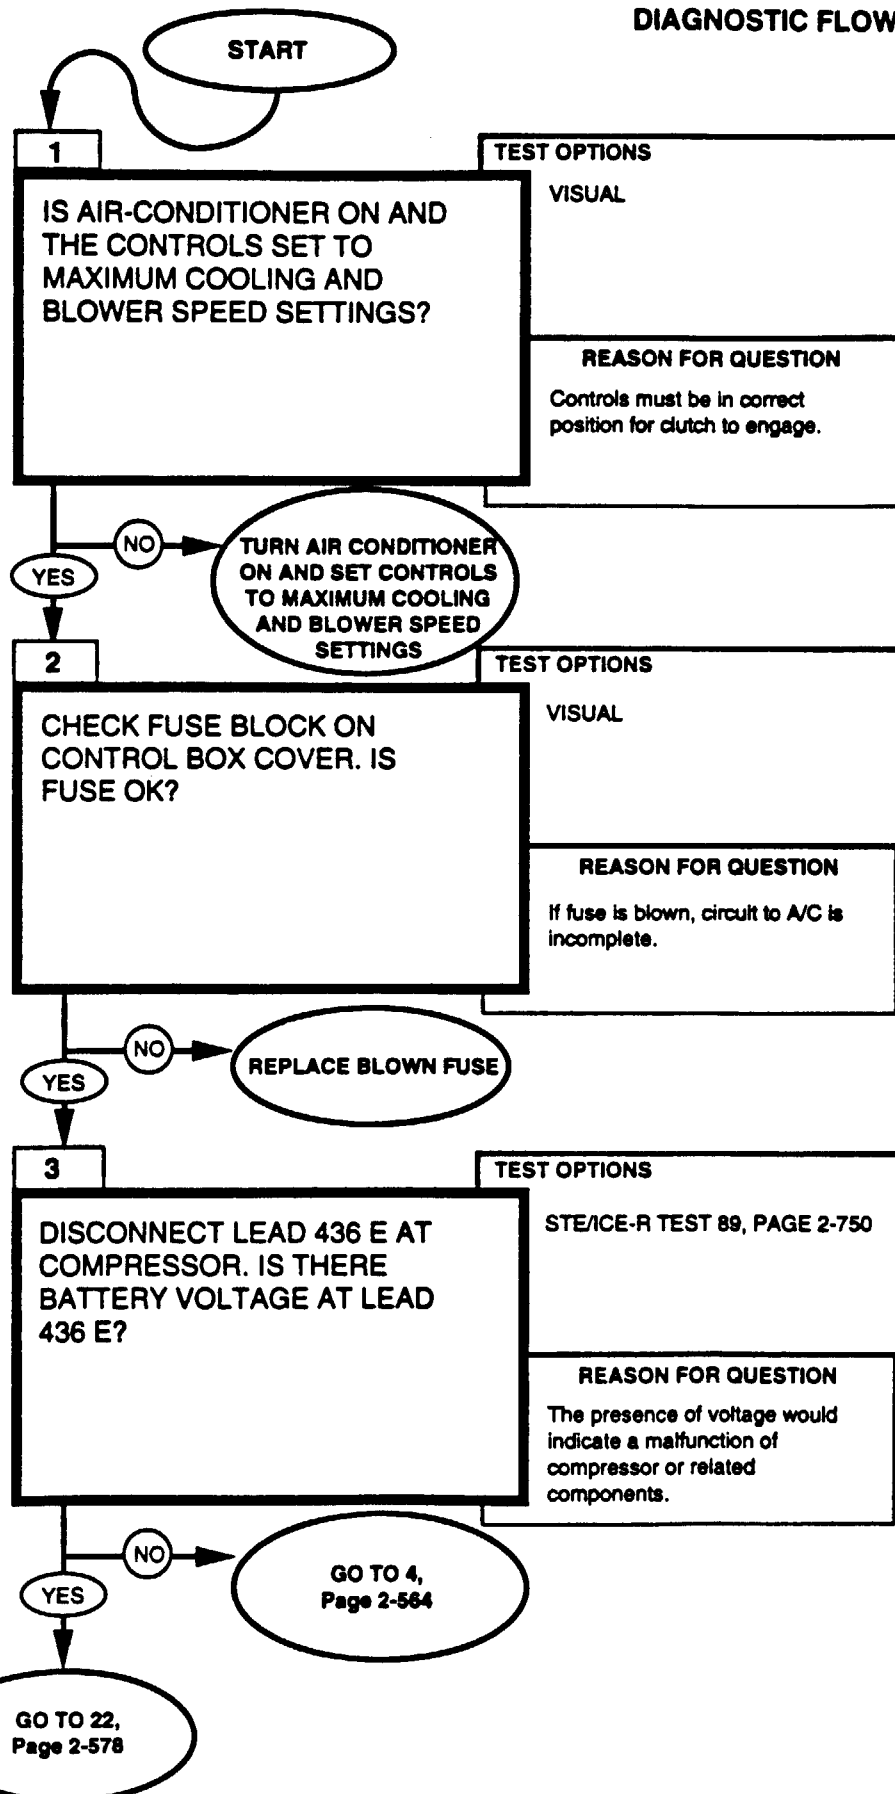 DIAGNOSTIC FLOW
START
1
IS AIR-CONDITIONER ON AND
THE CONTROLS SET TO
MAXIMUM COOLING AND
BLOWER SPEED SETTINGS?
TEST OPTIONS
VISUAL
REASON FOR QUESTION
Controls must be in correct
position for clutch to engage.
NO
TURN AIR CONDITIONER
ON AND SET CONTROLS
TO MAXIMUM COOLING
AND BLOWER SPEED
SETTINGS
YES
2
CHECK FUSE BLOCK ON
CONTROL BOX COVER. IS
FUSE OK?
TEST OPTIONS
VISUAL
REASON FOR QUESTION
If fuse is blown, circuit to A/C is
incomplete.
NO
REPLACE BLOWN FUSE
YES
3
DISCONNECT LEAD 436 E AT
COMPRESSOR. IS THERE
BATTERY VOLTAGE AT LEAD
436 E?
TEST OPTIONS
STE/ICE-R TEST 89, PAGE 2-750
REASON FOR QUESTION
The presence of voltage would
indicate a malfunction of
compressor or related
components.
NO
GO TO 4,
Page 2-564
YES
GO TO 22,
Page 2-578